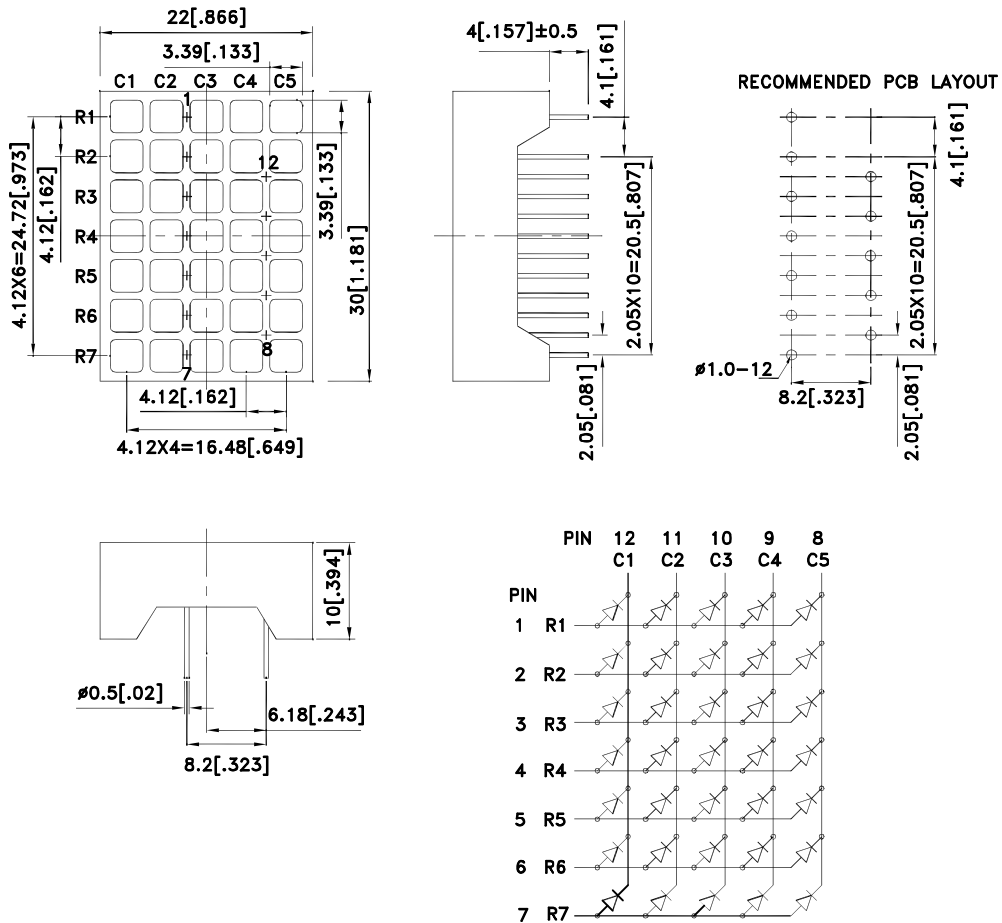 22[.866]
3.39[.133]
C1 C2 C3 C4 C5
1
R1
R2
12
R3
R4
R5
R6
R7
8
7
4.12X6=24.72[.973]
4.12[.162]
3.39[.133]
30[1.181]
4.12[.162]
4.12X4=16.48[.649]
4[.157]±0.5
4.1[.161]
2.05X10=20.5[.807]
2.05[.081]
RECOMMENDED PCB LAYOUT
4.1[.161]
2.05X10=20.5[.807]
ø1.0-12
8.2[.323]
2.05[.081]
10[.394]
ø0.5[.02]
6.18[.243]
8.2[.323]
PIN 12 11 10 9 8
C1 C2 C3 C4 C5
PIN
1 R1
2 R2
3 R3
4 R4
5 R5
6 R6
7 R7